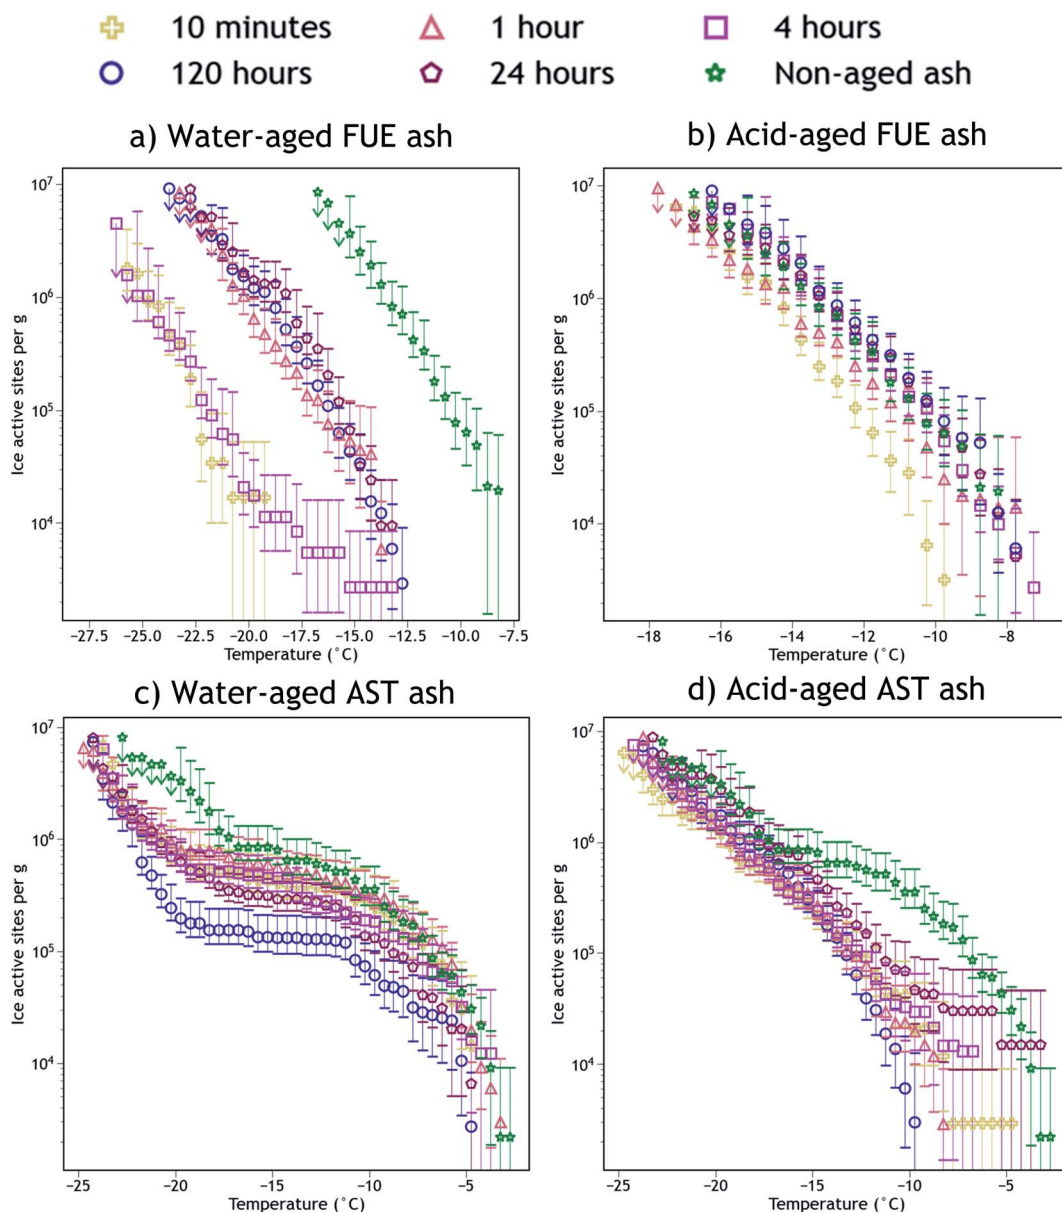 10 minutes 1 hour 4 hours
120 hours 24 hours Non-aged ash
a) Water-aged FUE ash b) Acid-aged FUE ash
10⁷ 10⁷
10⁶ 10⁶
10⁵ 10⁵
10⁴ 10⁴
Ice active sites per g Ice active sites per g
−27.5 −25.0 −22.5 −20.0 −17.5 −15.0 −12.5 −10.0 −7.5 −18 −16 −14 −12 −10 −8
Temperature (˚C) Temperature (˚C)
c) Water-aged AST ash d) Acid-aged AST ash
10⁷ 10⁷
10⁶ 10⁶
10⁵ 10⁵
10⁴ 10⁴
Ice active sites per g Ice active sites per g
−25 −20 −15 −10 −5 −25 −20 −15 −10 −5
Temperature (˚C) Temperature (˚C)